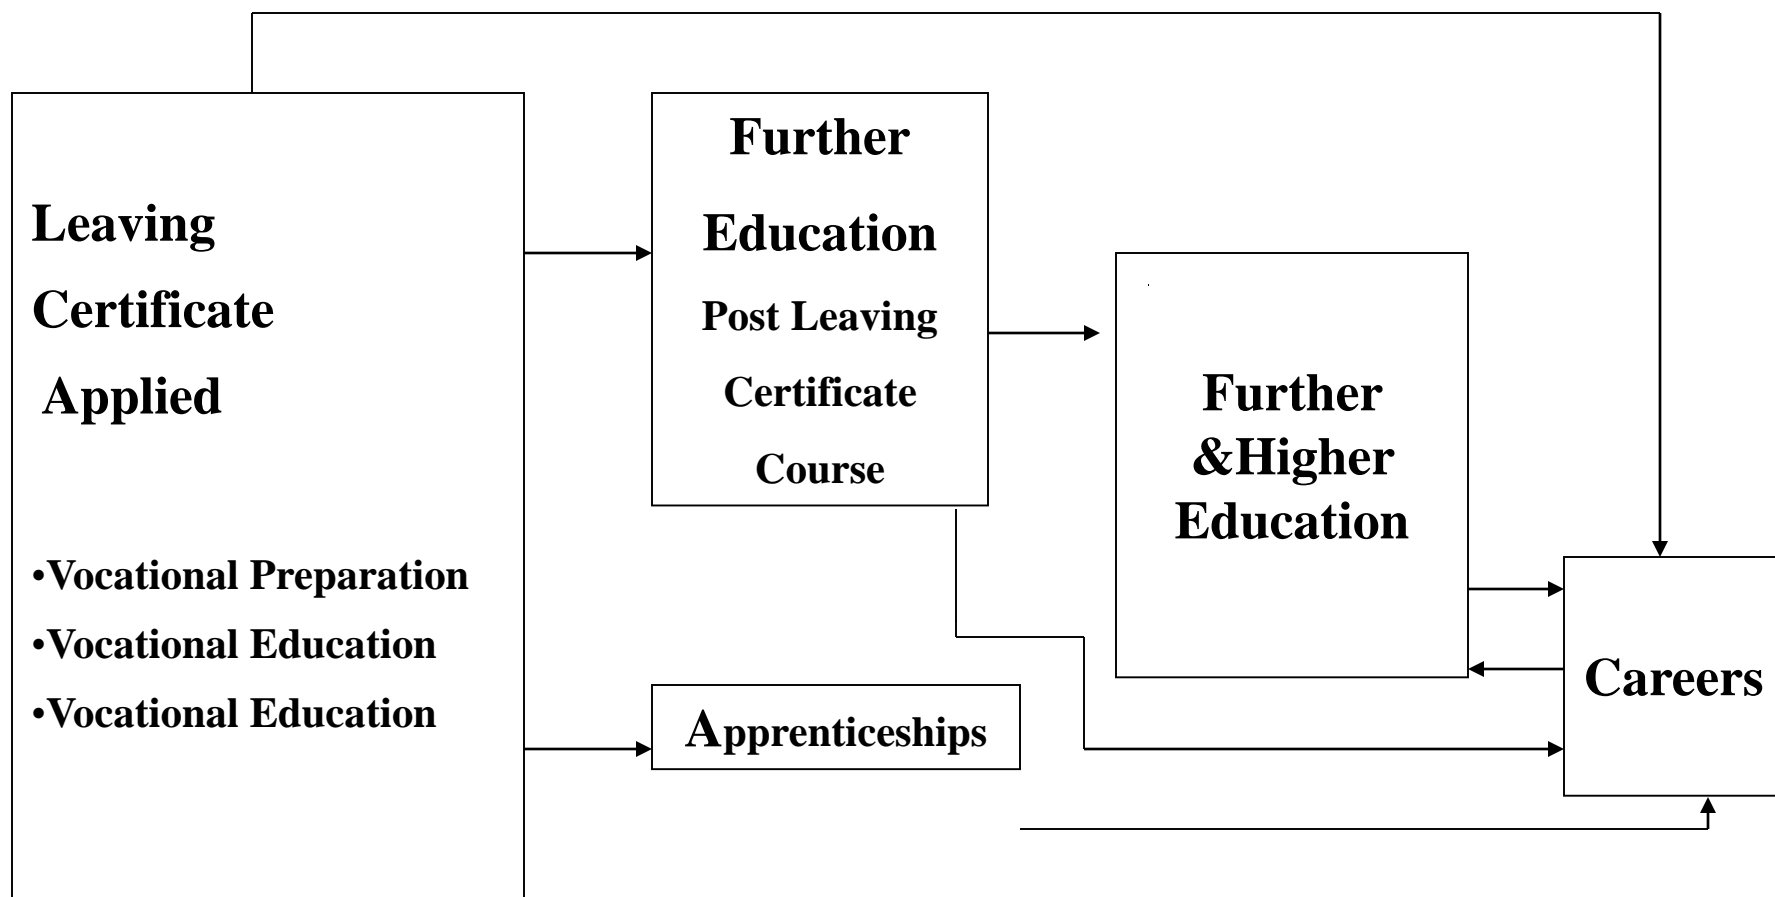 Leaving
Certificate
Applied
•Vocational Preparation
•Vocational Education
•Vocational Education
Further
Education
Post Leaving
Certificate
Course
Apprenticeships
Further
&Higher
Education
Careers